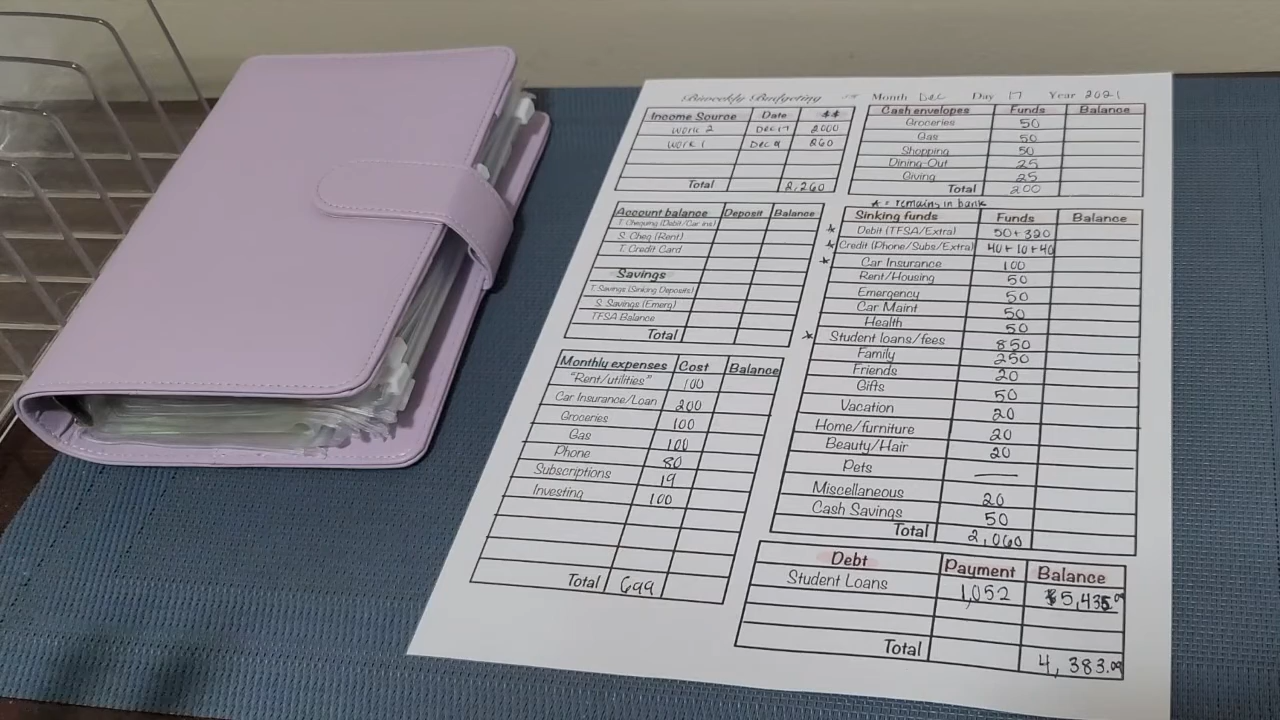 Biweekly Budgeting
Month Dec Day 17 Year 2021
Income Source Date $$
Work 2 Dec 17 2000
Work 1 Dec 260
Total 2,260
Cash envelopes Funds Balance
Groceries 50
Gas 50
Shopping 50
Dining-Out 25
Giving 25
Total 200
* = remains in bank
Account balance Deposit Balance
T. Chequing (Debit/Car ins)
S. Cheq (Rent)
T. Credit Card
Savings
T. Savings (Sinking Deposits)
S. Savings (Emerg)
TFSA Balance
Total
Sinking funds Funds Balance
* Debit (TFSA/Extra) 50+320
* Credit (Phone/Subs/Extra) 40+10+40
* Car Insurance 100
Rent/Housing 50
Emergency 50
Car Maint 50
Health 50
* Student loans/fees 850
Family 250
Friends 20
Gifts 50
Vacation 20
Home/furniture 20
Beauty/Hair 20
Pets —
Miscellaneous 20
Cash Savings 50
Total 2,060
Monthly expenses Cost Balance
"Rent/utilities" 100
Car Insurance/Loan 200
Groceries 100
Gas 100
Phone 80
Subscriptions 19
Investing 100
Total 699
Debt Payment Balance
Student Loans 1,052 $5,435.09
Total 4,383.09